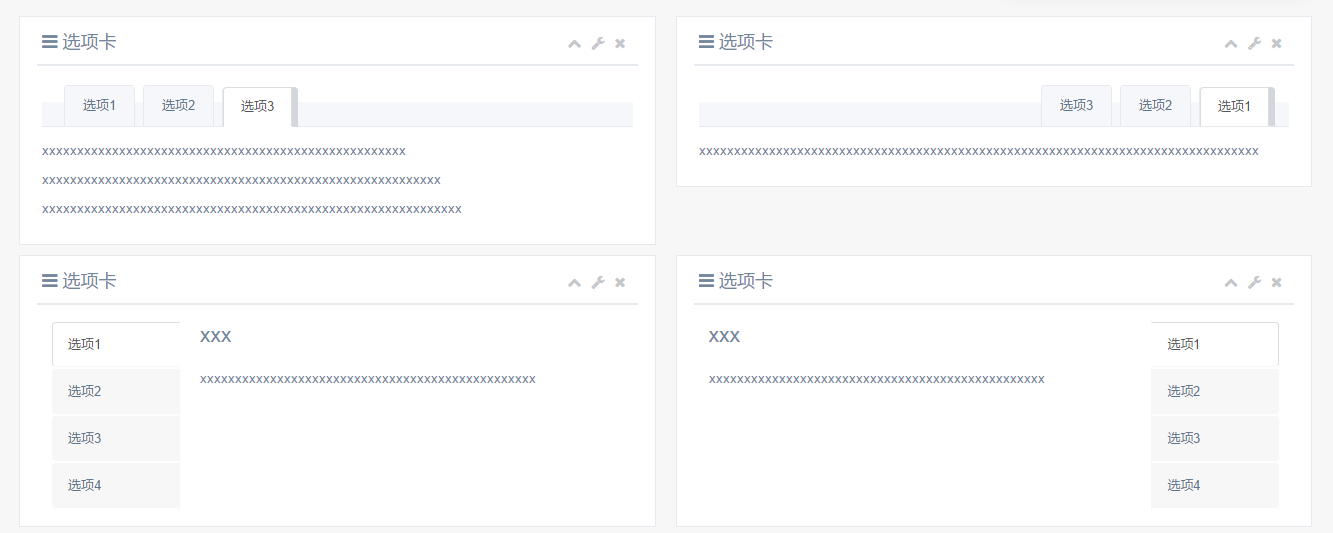 选项卡
选项1 选项2 选项3
xxxxxxxxxxxxxxxxxxxxxxxxxxxxxxxxxxxxxxxxxxxxxxxxxxxx
xxxxxxxxxxxxxxxxxxxxxxxxxxxxxxxxxxxxxxxxxxxxxxxxxxxxxxxxx
xxxxxxxxxxxxxxxxxxxxxxxxxxxxxxxxxxxxxxxxxxxxxxxxxxxxxxxxxxxx
选项卡
选项3 选项2 选项1
xxxxxxxxxxxxxxxxxxxxxxxxxxxxxxxxxxxxxxxxxxxxxxxxxxxxxxxxxxxxxxxxxxxxxxxxxxxxxxxx
选项卡
选项1
选项2
选项3
选项4
xxx
xxxxxxxxxxxxxxxxxxxxxxxxxxxxxxxxxxxxxxxxxxxxxxxx
选项卡
xxx
xxxxxxxxxxxxxxxxxxxxxxxxxxxxxxxxxxxxxxxxxxxxxxxx
选项1
选项2
选项3
选项4